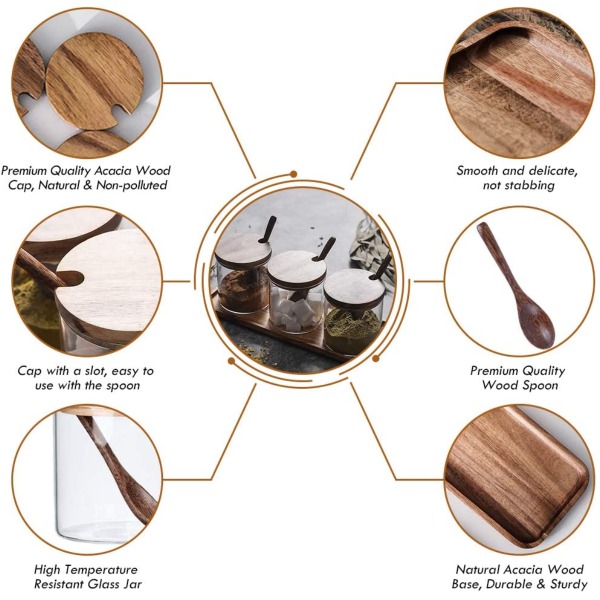 Premium Quality Acacia Wood
Cap, Natural & Non-polluted
Smooth and delicate,
not stabbing
Cap with a slot, easy to
use with the spoon
Premium Quality
Wood Spoon
High Temperature
Resistant Glass Jar
Natural Acacia Wood
Base, Durable & Sturdy